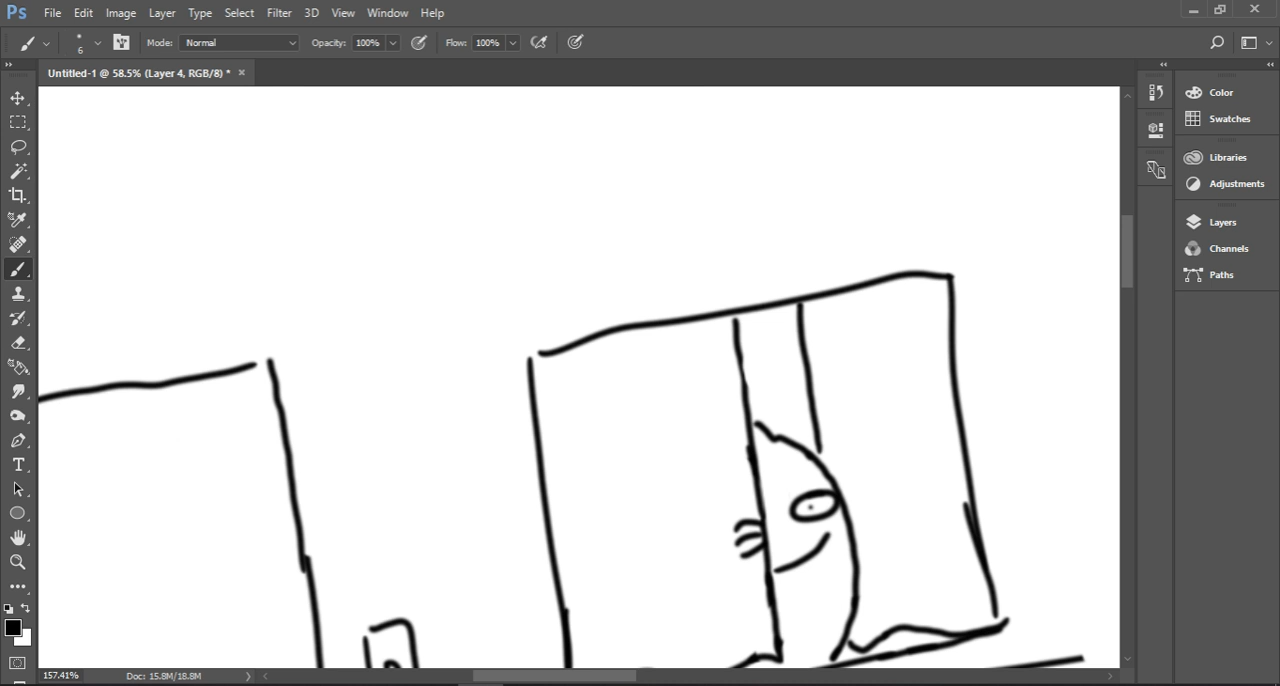 Ps File Edit Image Layer Type Select Filter 3D View Window Help
6 Mode: Normal Opacity: 100% Flow: 100%
Untitled-1 @ 58.5% (Layer 4, RGB/8) *
Color
Swatches
Libraries
Adjustments
Layers
Channels
Paths
157.41% Doc: 15.8M/18.8M